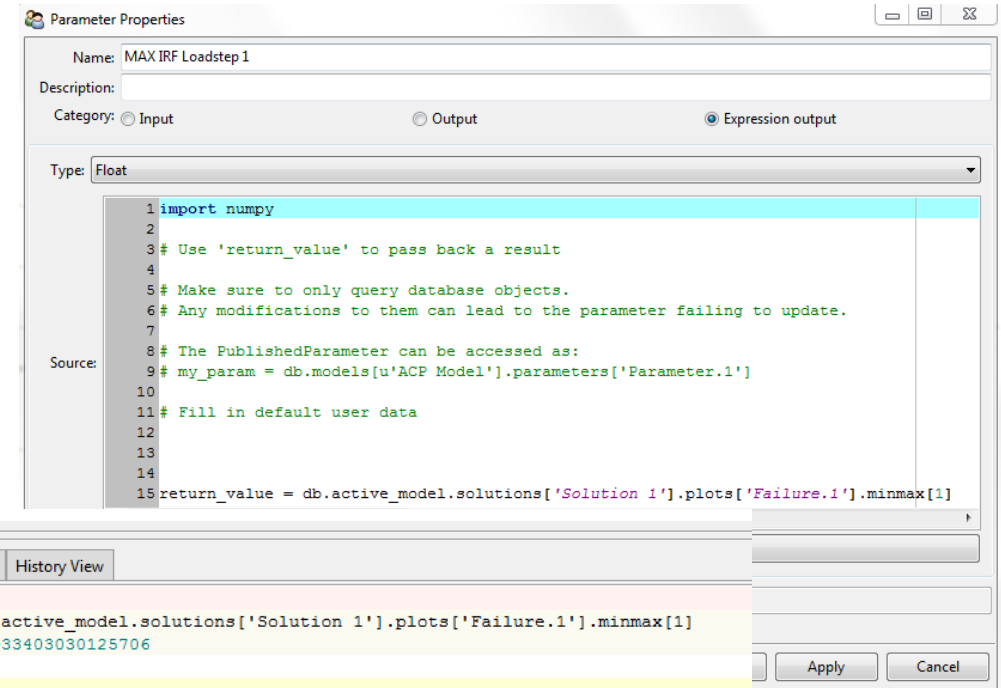 Parameter Properties
Name: MAX IRF Loadstep 1
Description:
Category: Input Output Expression output
Type: Float
Source:
1 import numpy
2
3 # Use 'return_value' to pass back a result
4
5 # Make sure to only query database objects.
6 # Any modifications to them can lead to the parameter failing to update.
7
8 # The PublishedParameter can be accessed as:
9 # my_param = db.models[u'ACP Model'].parameters['Parameter.1']
10
11 # Fill in default user data
12
13
14
15 return_value = db.active_model.solutions['Solution 1'].plots['Failure.1'].minmax[1]
History View
active_model.solutions['Solution 1'].plots['Failure.1'].minmax[1]
33403030125706
Apply Cancel